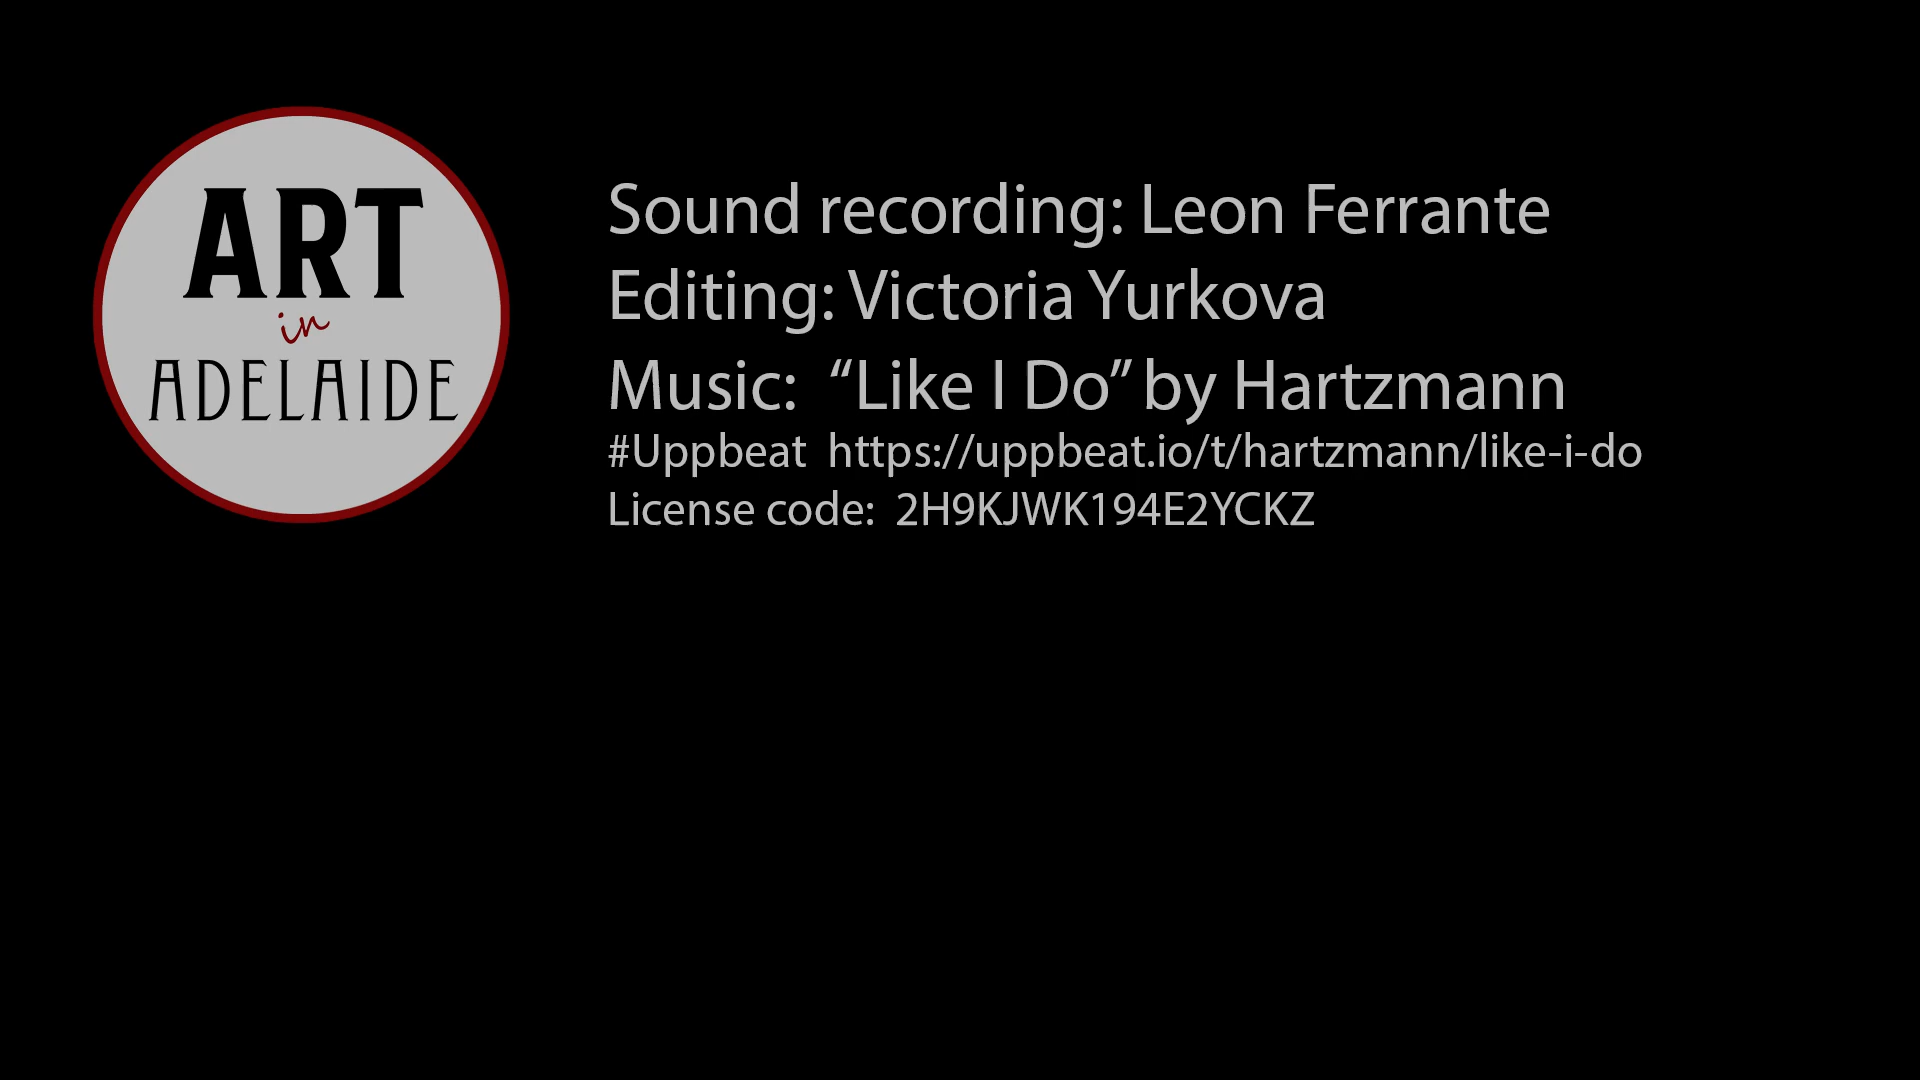 ART
in
ADELAIDE
Sound recording: Leon Ferrante
Editing: Victoria Yurkova
Music:  “Like I Do” by Hartzmann
#Uppbeat  https://uppbeat.io/t/hartzmann/like-i-do
License code:  2H9KJWK194E2YCKZ